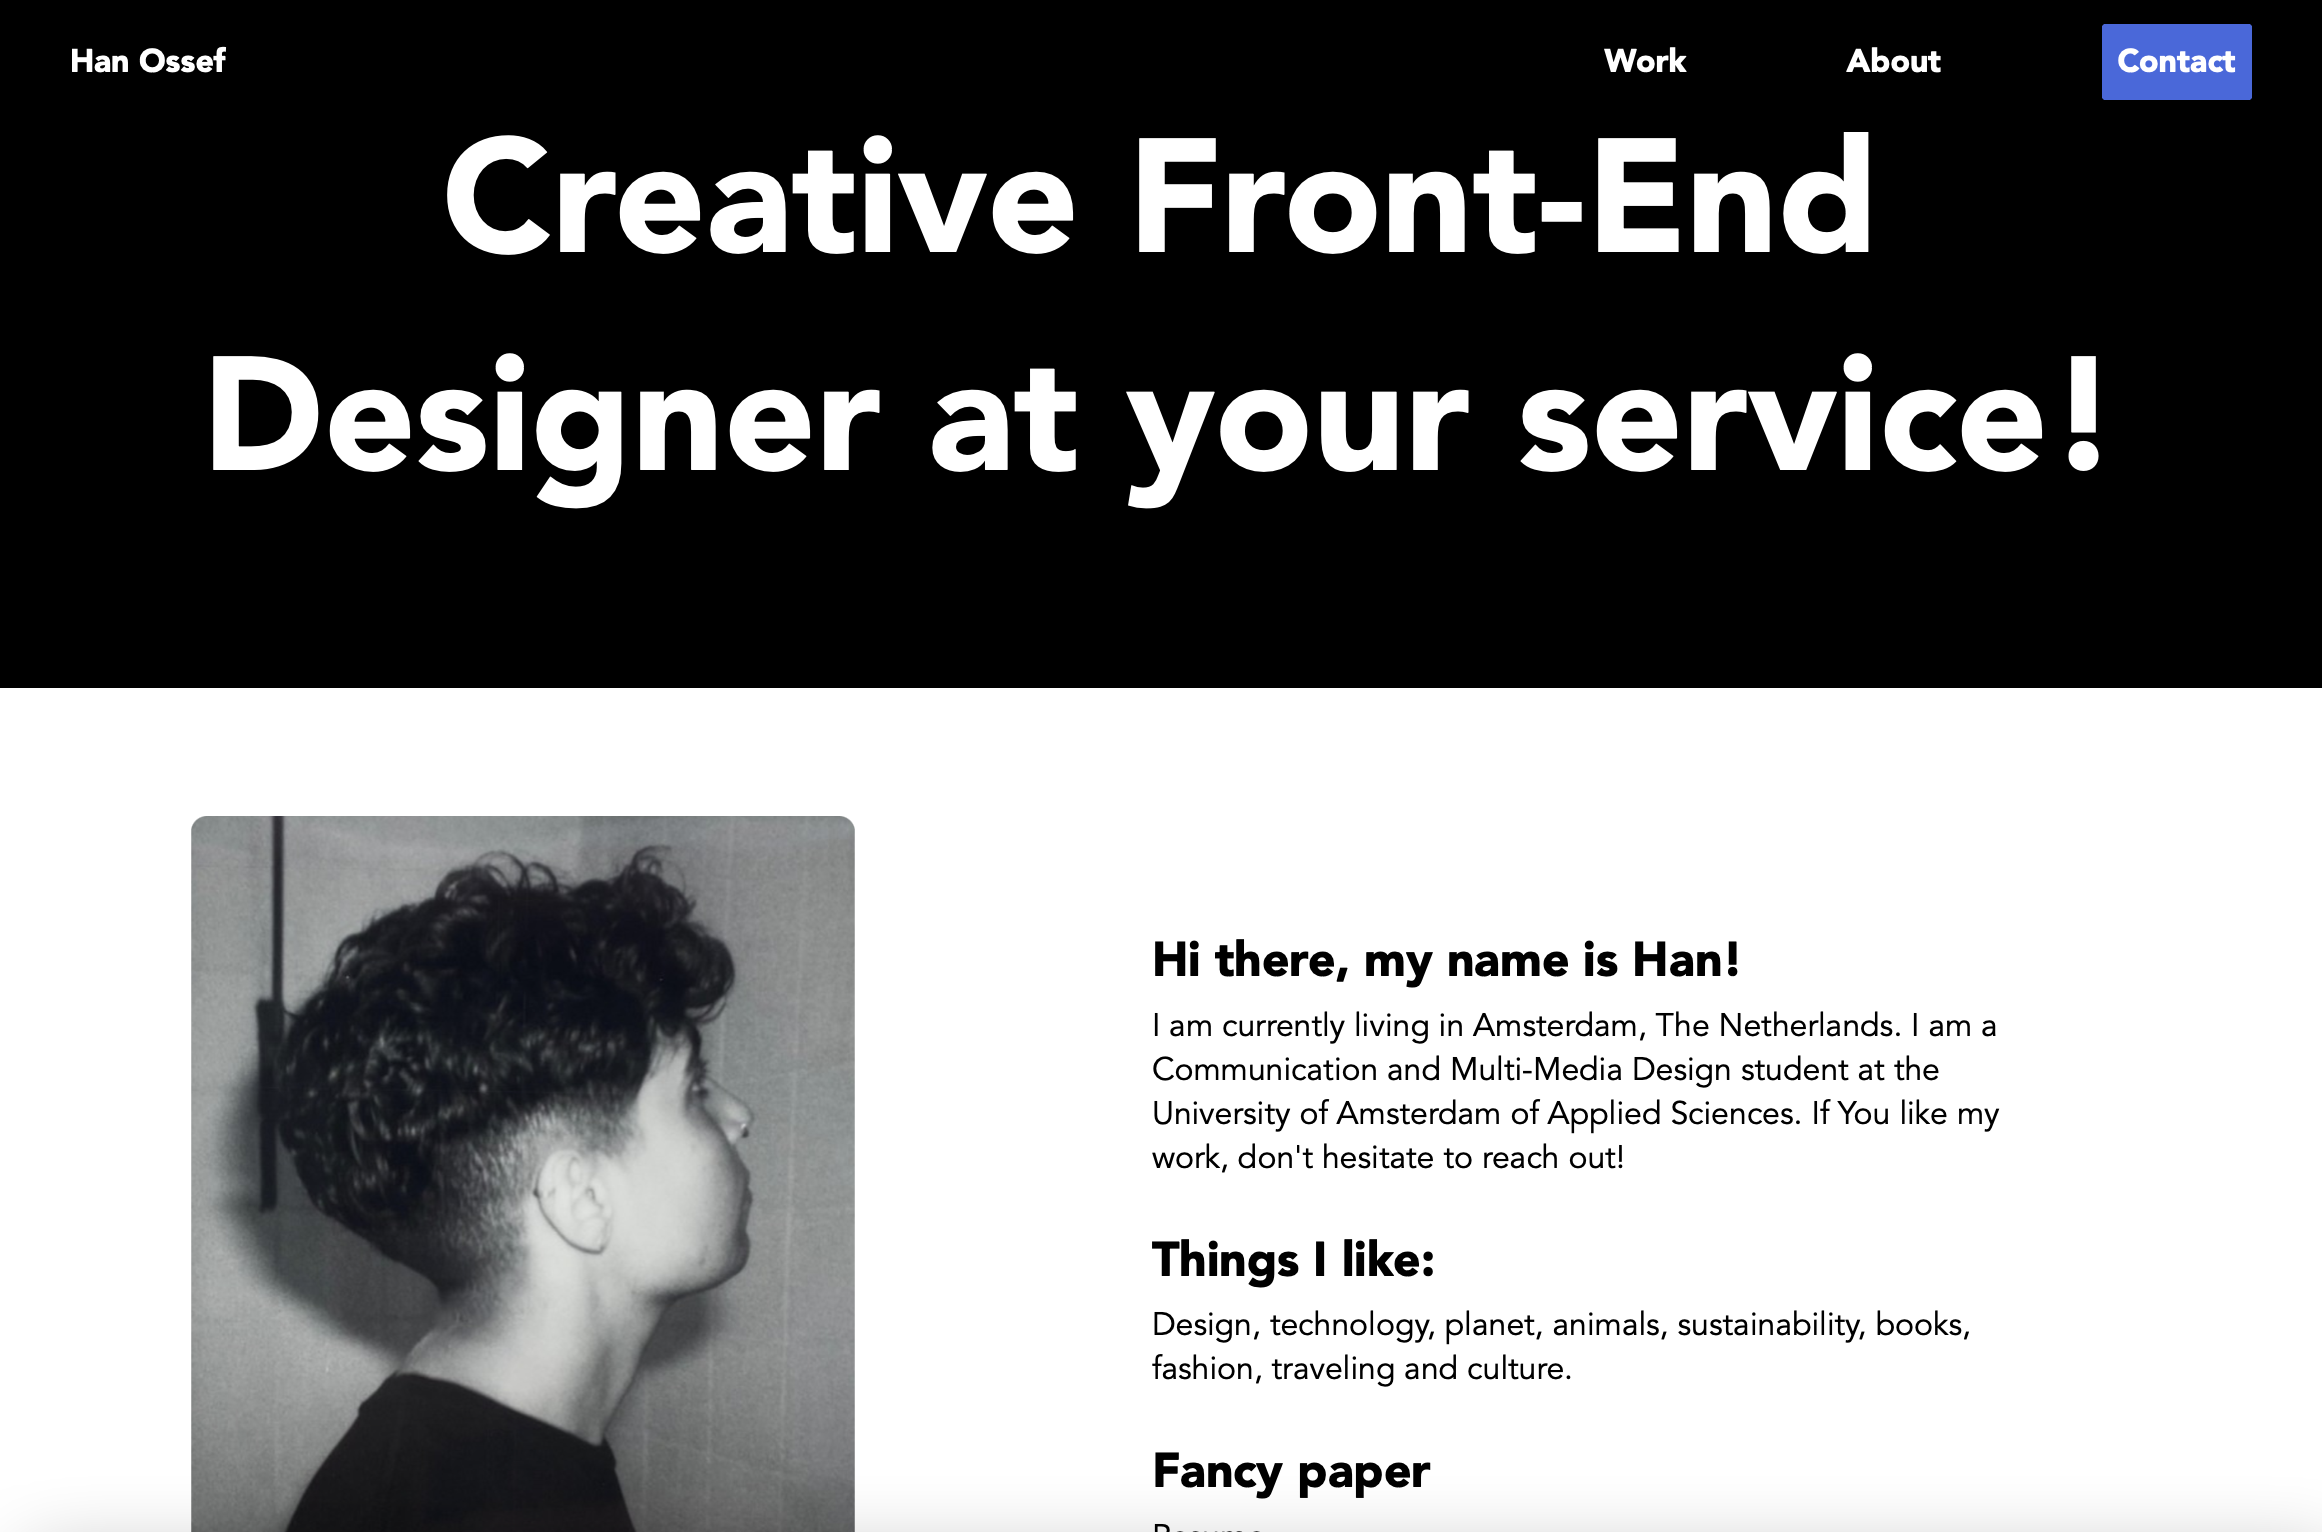 Han Ossef
Work
About
Contact
Creative Front-End
Designer at your service!
Hi there, my name is Han!
I am currently living in Amsterdam, The Netherlands. I am a
Communication and Multi-Media Design student at the
University of Amsterdam of Applied Sciences. If You like my
work, don't hesitate to reach out!
Things I like:
Design, technology, planet, animals, sustainability, books,
fashion, traveling and culture.
Fancy paper